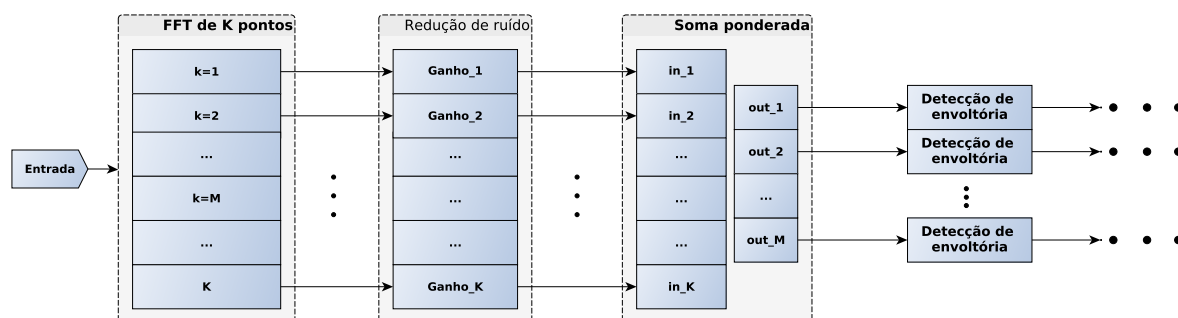 Entrada
FFT de K pontos
k=1
k=2
...
k=M
...
K
Redução de ruído
Ganho_1
Ganho_2
...
...
...
Ganho_K
Soma ponderada
in_1
in_2
...
...
...
in_K
out_1
out_2
...
out_M
Detecção de
envoltória
Detecção de
envoltória
Detecção de
envoltória